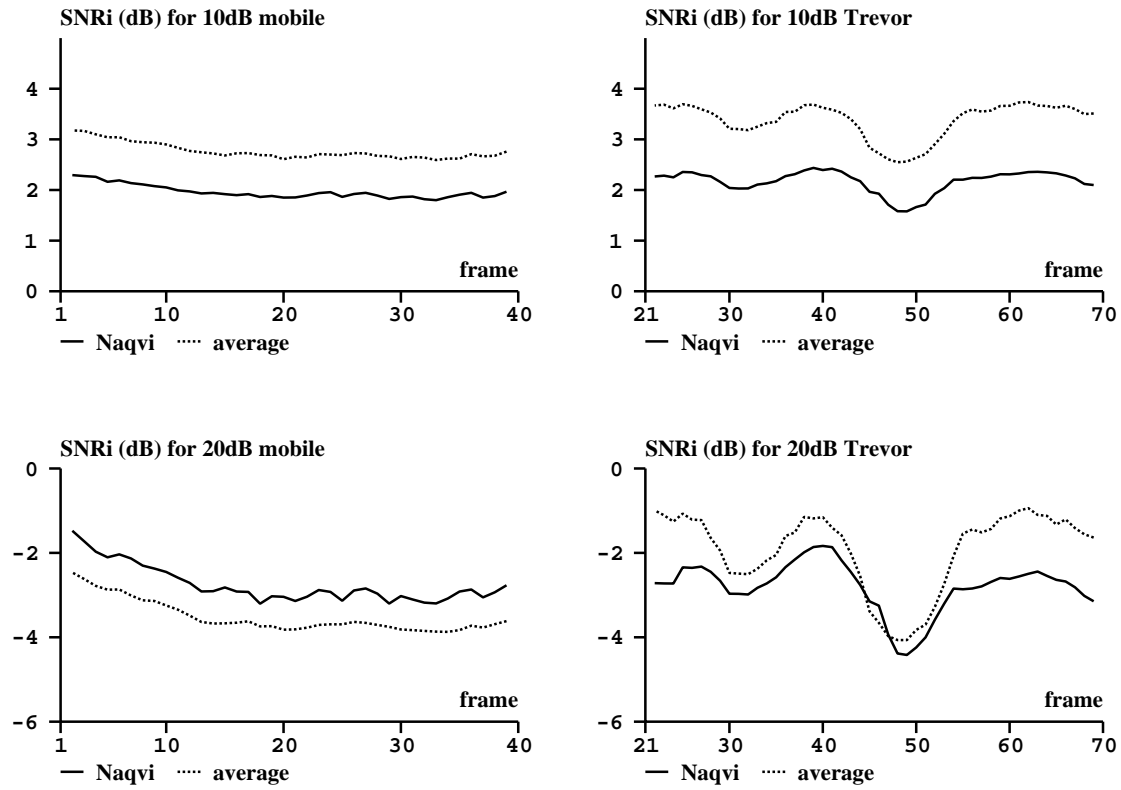 SNRi (dB) for 10dB mobile
4
3
2
1
0
frame
1 10 20 30 40
Naqvi average
SNRi (dB) for 10dB Trevor
4
3
2
1
0
frame
21 30 40 50 60 70
Naqvi average
SNRi (dB) for 20dB mobile
0
-2
-4
-6
frame
1 10 20 30 40
Naqvi average
SNRi (dB) for 20dB Trevor
0
-2
-4
-6
frame
21 30 40 50 60 70
Naqvi average